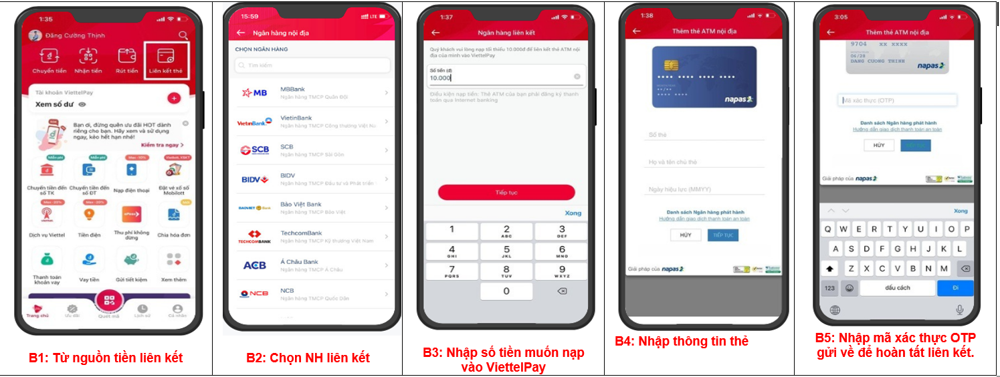 1:35
Đặng Cường Thịnh
Chuyển tiền
Nhận tiền
Rút tiền
Liên kết thẻ
Tài khoản ViettelPay
Xem số dư
Bạn ơi, đừng quên ưu đãi HOT dành
riêng cho bạn. Hãy xem và sử dụng
ngay, kẻo hết hạn nhé!
Kiểm tra ngay >
Miễn phí
Miễn phí
Max -10%
Chuyển tiền đến
số TK
Chuyển tiền đến
số ĐT
Nạp điện thoại
Đặt vé xổ số
Mobilott
Max -20%
Max -20%
Mới
viettel
ePass
Dịch vụ Viettel
Tiền điện
Thu phí không
dừng
Chia hóa đơn
Thanh toán
khoản vay
Vay tiền
Gửi tiết kiệm
Xem thêm
Trang chủ
Ưu đãi
Quét mã
Lịch sử
Cá nhân
B1: Từ nguồn tiền liên kết
15:59
LTE
Ngân hàng nội địa
CHỌN NGÂN HÀNG
Tìm kiếm
MB
MBBank
Ngân hàng TMCP Quân Đội
VietinBank
VietinBank
Ngân hàng TMCP Công thương Việt Na
SCB
SCB
Ngân hàng TMCP Sài Gòn
BIDV
BIDV
Ngân hàng TMCP Đầu tư và Phát triển
BAOVIET Bank
Bảo Việt Bank
Ngân hàng TMCP Bảo Việt
TECHCOMBANK
TechcomBank
Ngân hàng TMCP Kỹ thương Việt Nam
ACB
Á Châu Bank
Ngân hàng TMCP Á Châu
NCB
NCB
Ngân hàng TMCP Quốc Dân
B2: Chọn NH liên kết
1:37
Ngân hàng liên kết
Quý khách vui lòng nạp tối thiểu 10.000đ để liên kết thẻ ATM nội
địa của mình vào ViettelPay
Số tiền (đ)
10.000
Điều kiện nạp tiền: Thẻ ATM của bạn phải đăng ký thanh
toán qua Internet banking
Tiếp tục
Xong
1
2
ABC
3
DEF
4
GHI
5
JKL
6
MNO
7
PQRS
8
TUV
9
WXYZ
0
B3: Nhập số tiền muốn nạp
vào ViettelPay
1:38
Thêm thẻ ATM nội địa
napas
Số thẻ
Họ và tên chủ thẻ
Ngày hiệu lực (MMYY)
Danh sách Ngân hàng phát hành
Hướng dẫn giao dịch thanh toán an toàn
HỦY
TIẾP TỤC
Giải pháp của napas
B4: Nhập thông tin thẻ
3:05
Thêm thẻ ATM nội địa
9704 xx xxxx
06/28
DANG CUONG THINH
napas
Mã xác thực (OTP)
Danh sách Ngân hàng phát hành
Hướng dẫn giao dịch thanh toán an toàn
HỦY
TIẾP TỤC
Giải pháp của napas
Xong
Q W E R T Y U I O P
A S D F G H J K L
Z X C V B N M
123
dấu cách
Đi
B5: Nhập mã xác thực OTP
gửi về để hoàn tất liên kết.